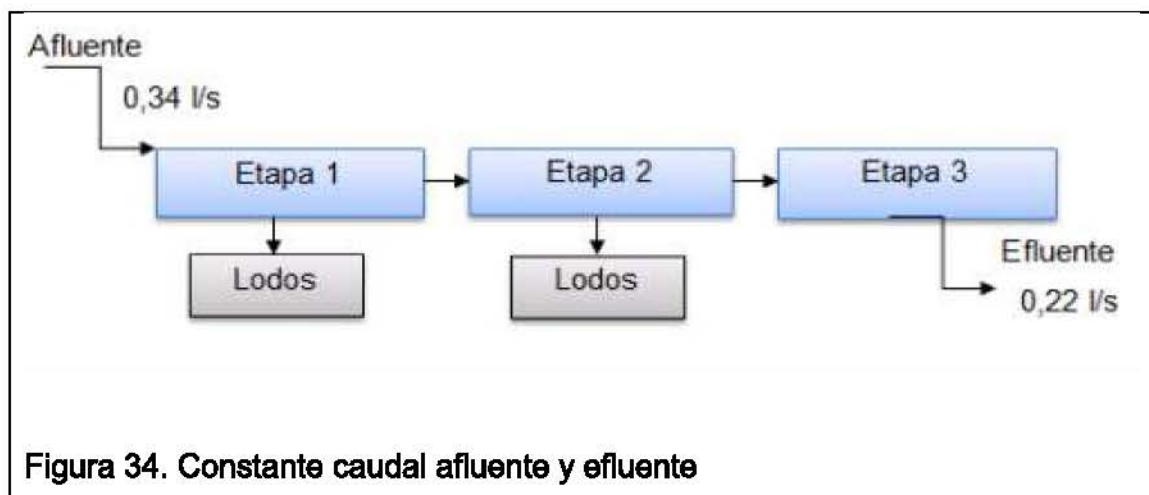 Afluente
0,34 l/s
Etapa 1
Etapa 2
Etapa 3
Lodos
Lodos
Efluente
0,22 l/s
Figura 34. Constante caudal afluente y efluente